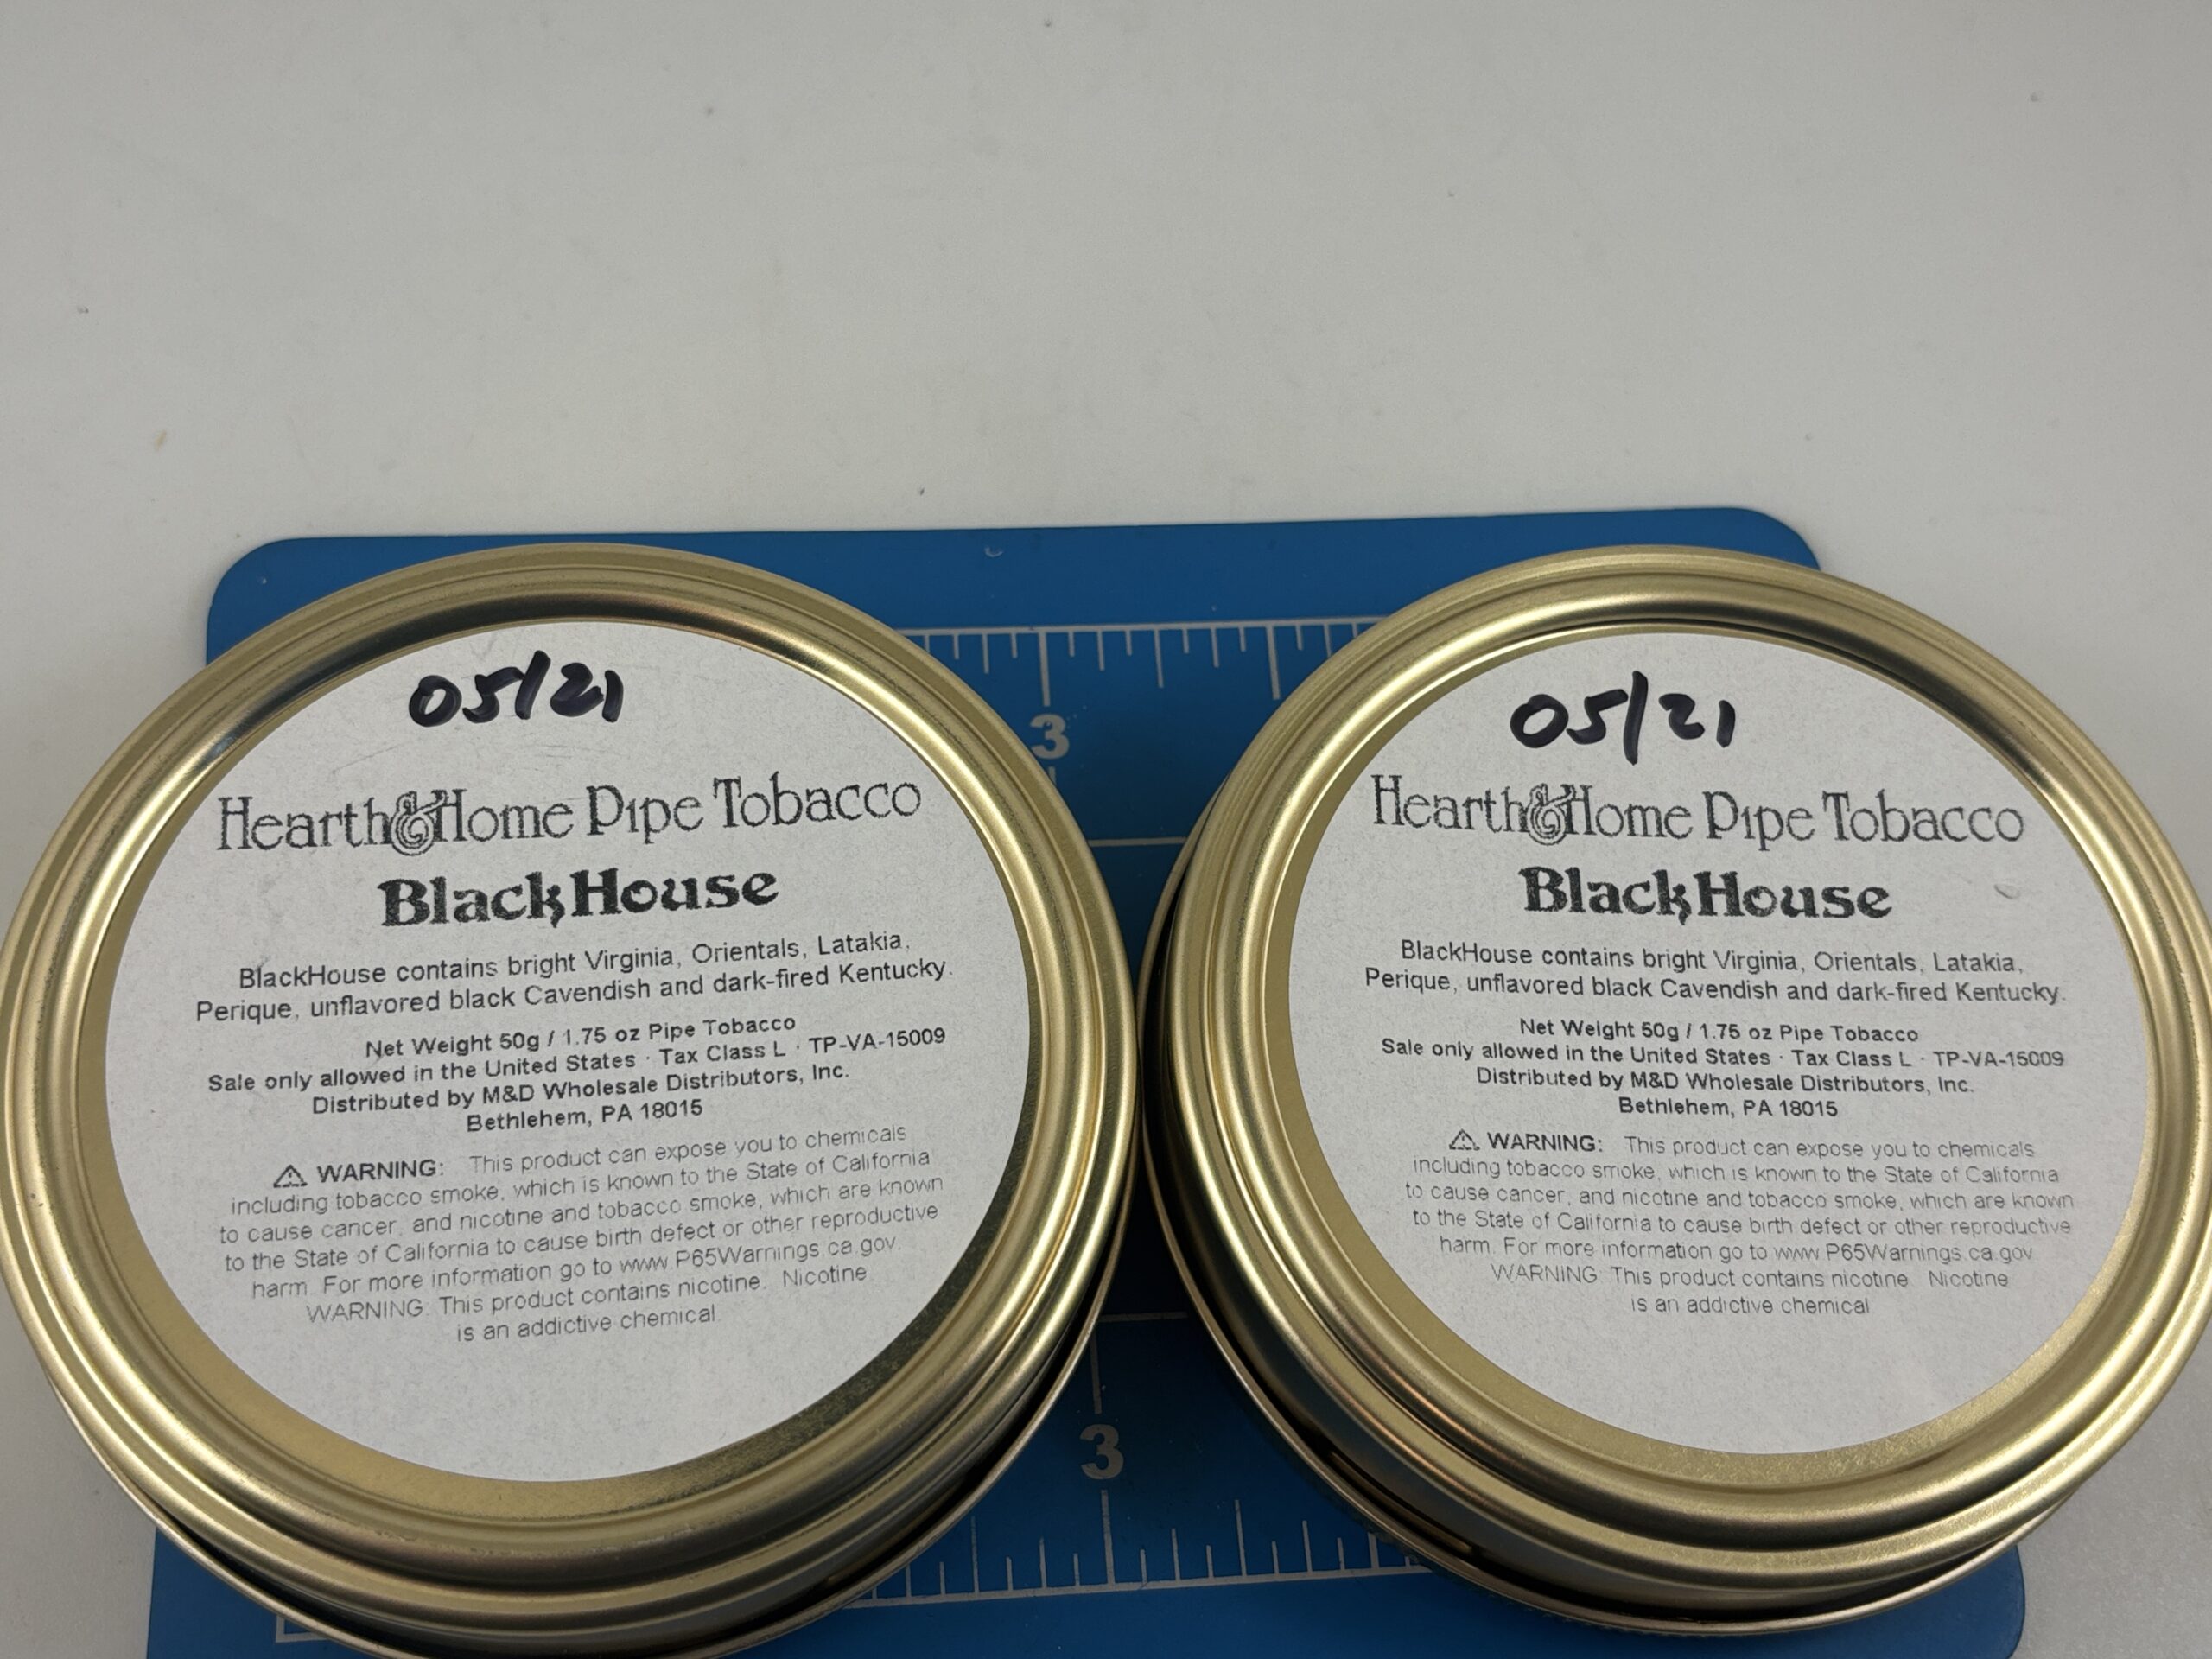 05/21
Hearth & Home Pipe Tobacco
BlackHouse
BlackHouse contains bright Virginia, Orientals, Latakia,
Perique, unflavored black Cavendish and dark-fired Kentucky.
Net Weight 50g / 1.75 oz Pipe Tobacco
Sale only allowed in the United States · Tax Class L · TP-VA-15009
Distributed by M&D Wholesale Distributors, Inc.
Bethlehem, PA 18015
⚠ WARNING: This product can expose you to chemicals
including tobacco smoke, which is known to the State of California
to cause cancer, and nicotine and tobacco smoke, which are known
to the State of California to cause birth defect or other reproductive
harm. For more information go to www.P65Warnings.ca.gov.
WARNING: This product contains nicotine. Nicotine
is an addictive chemical.
3
3
05/21
Hearth & Home Pipe Tobacco
BlackHouse
BlackHouse contains bright Virginia, Orientals, Latakia,
Perique, unflavored black Cavendish and dark-fired Kentucky.
Net Weight 50g / 1.75 oz Pipe Tobacco
Sale only allowed in the United States · Tax Class L · TP-VA-15009
Distributed by M&D Wholesale Distributors, Inc.
Bethlehem, PA 18015
⚠ WARNING: This product can expose you to chemicals
including tobacco smoke, which is known to the State of California
to cause cancer, and nicotine and tobacco smoke, which are known
to the State of California to cause birth defect or other reproductive
harm. For more information go to www.P65Warnings.ca.gov.
WARNING: This product contains nicotine. Nicotine
is an addictive chemical.